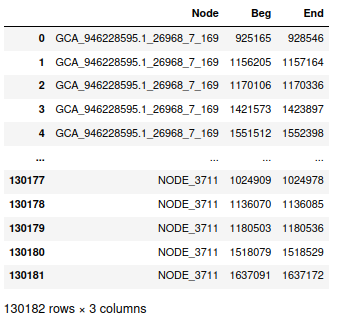 Node Beg End
0 GCA_946228595.1_26968_7_169 925165 928546
1 GCA_946228595.1_26968_7_169 1156205 1157164
2 GCA_946228595.1_26968_7_169 1170106 1170336
3 GCA_946228595.1_26968_7_169 1421573 1423897
4 GCA_946228595.1_26968_7_169 1551512 1552398
... ... ... ...
130177 NODE_3711 1024909 1024978
130178 NODE_3711 1136070 1136085
130179 NODE_3711 1180503 1180536
130180 NODE_3711 1518079 1518529
130181 NODE_3711 1637091 1637172
130182 rows × 3 columns